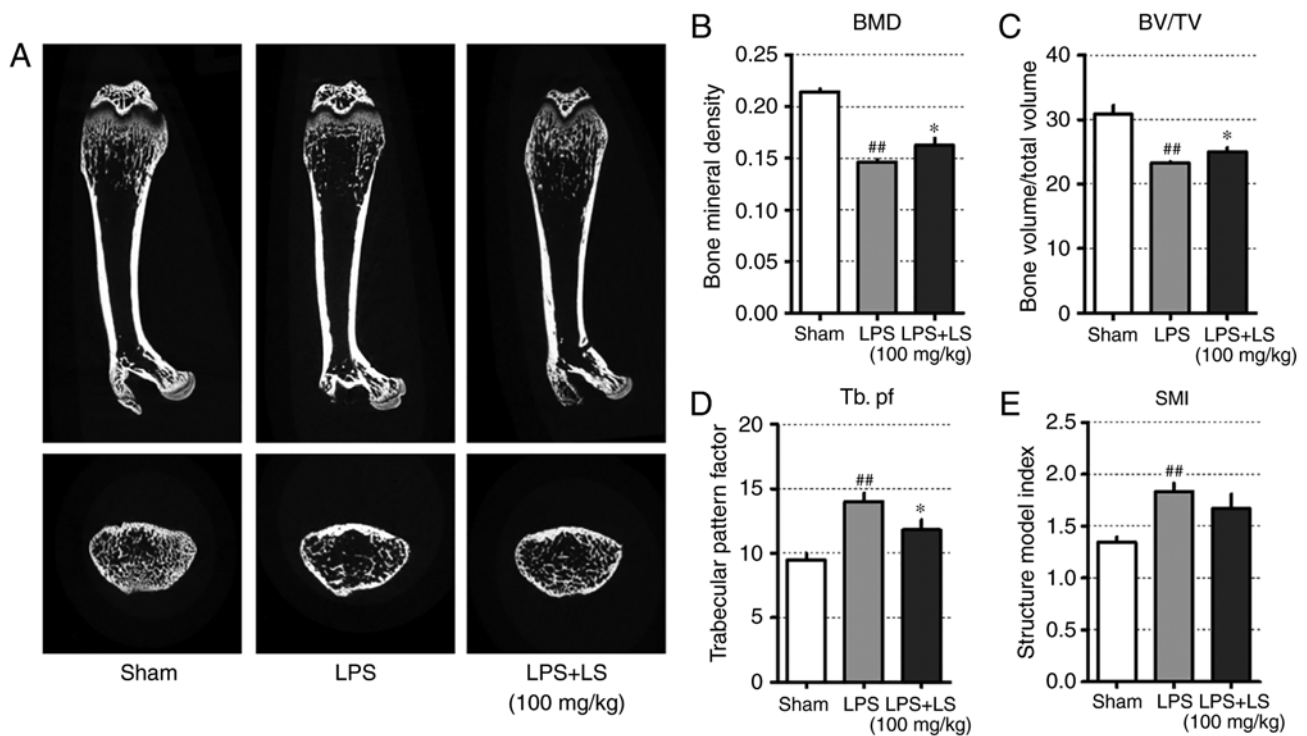 A
Sham
LPS
LPS+LS
(100 mg/kg)
B
BMD
Bone mineral density
0.25
0.20
0.15
0.10
0.05
0.00
##
*
Sham
LPS
LPS+LS
(100 mg/kg)
C
BV/TV
Bone volume/total volume
40
30
20
10
0
##
*
Sham
LPS
LPS+LS
(100 mg/kg)
D
Tb. pf
Trabecular pattern factor
20
15
10
5
0
##
*
Sham
LPS
LPS+LS
(100 mg/kg)
E
SMI
Structure model index
2.5
2.0
1.5
1.0
0.5
0.0
##
Sham
LPS
LPS+LS
(100 mg/kg)